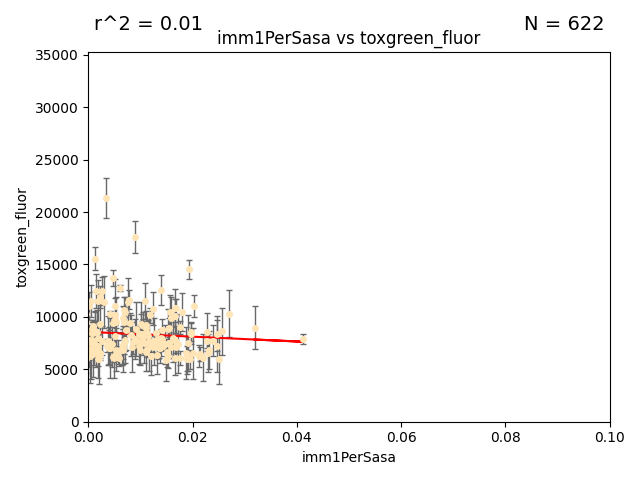 r^2 = 0.01
N = 622
imm1PerSasa vs toxgreen_fluor
35000
30000
25000
20000
15000
10000
5000
0
toxgreen_fluor
0.00
0.02
0.04
0.06
0.08
0.10
imm1PerSasa